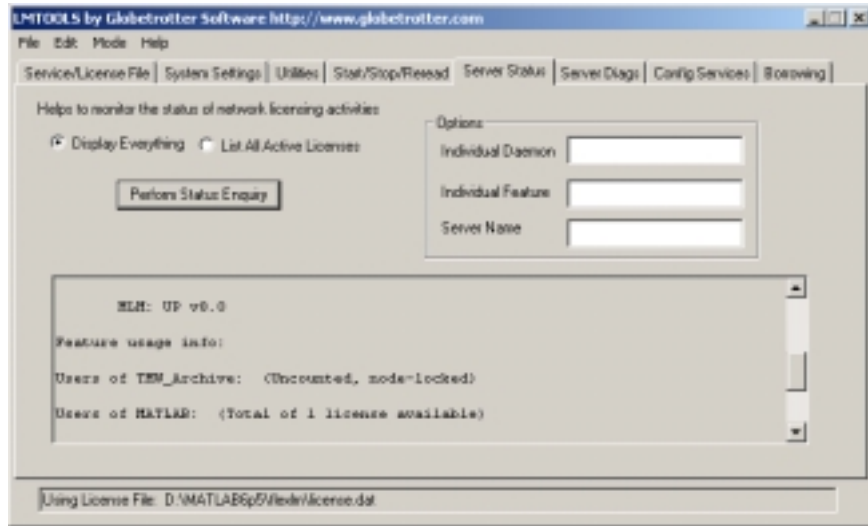 LMTOOLS by Globetrotter Software http://www.globetrotter.com
File Edit Mode Help
Service/License File System Settings Utilities Start/Stop/Reread Server Status Server Diags Config Services Borrowing
Helps to monitor the status of network licensing activities
Display Everything List All Active Licenses
Perform Status Enquiry
Options
Individual Daemon
Individual Feature
Server Name
MLM: UP v8.0
Feature usage info:
Users of TMW_Archive: (Uncounted, node-locked)
Users of MATLAB: (Total of 1 license available)
Using License File: D:\MATLAB6p5\flexlm\license.dat